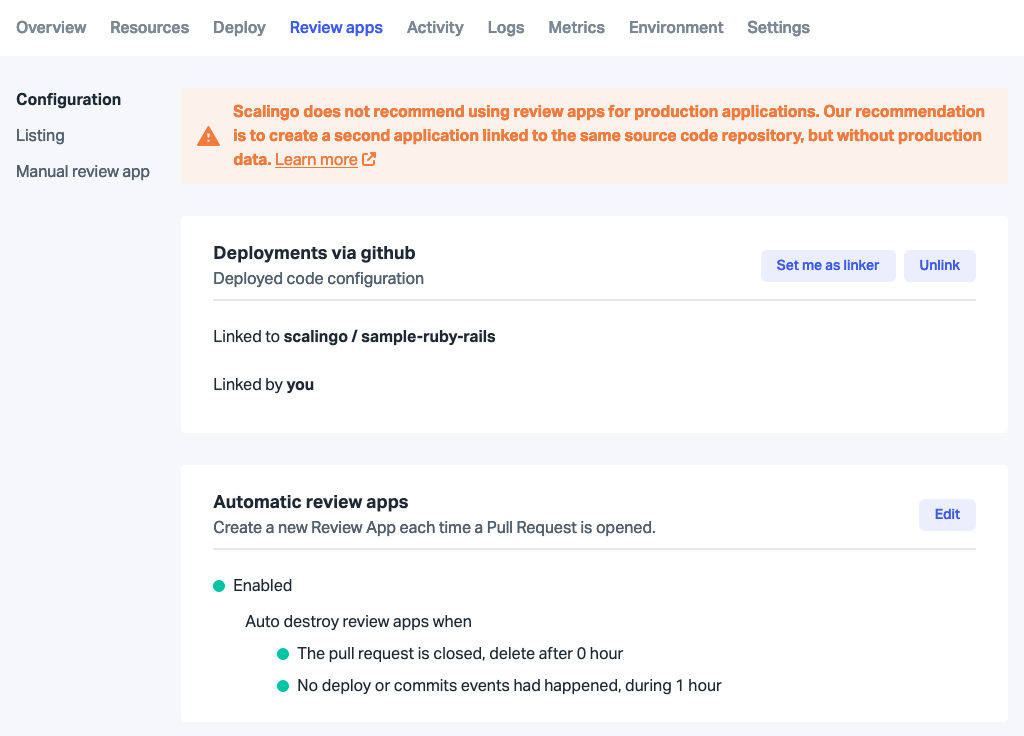 Overview Resources Deploy Review apps Activity Logs Metrics Environment Settings
Configuration
Listing
Manual review app
Scalingo does not recommend using review apps for production applications. Our recommendation
is to create a second application linked to the same source code repository, but without production
data. Learn more
Deployments via github
Deployed code configuration
Set me as linker Unlink
Linked to scalingo / sample-ruby-rails
Linked by you
Automatic review apps
Create a new Review App each time a Pull Request is opened.
Edit
Enabled
Auto destroy review apps when
The pull request is closed, delete after 0 hour
No deploy or commits events had happened, during 1 hour